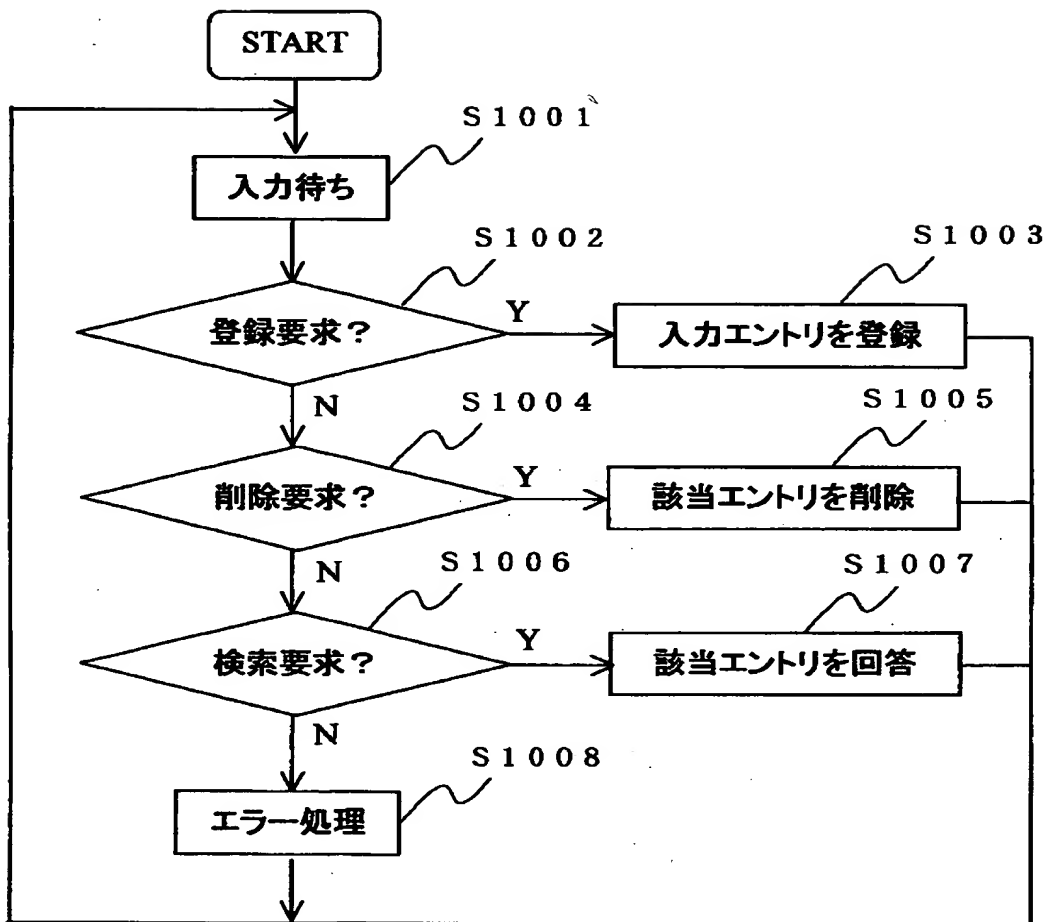 START
S1001
入力待ち
S1002
登録要求？
Y
S1003
入力エントリを登録
N
S1004
削除要求？
Y
S1005
該当エントリを削除
N
S1006
検索要求？
Y
S1007
該当エントリを回答
N
S1008
エラー処理